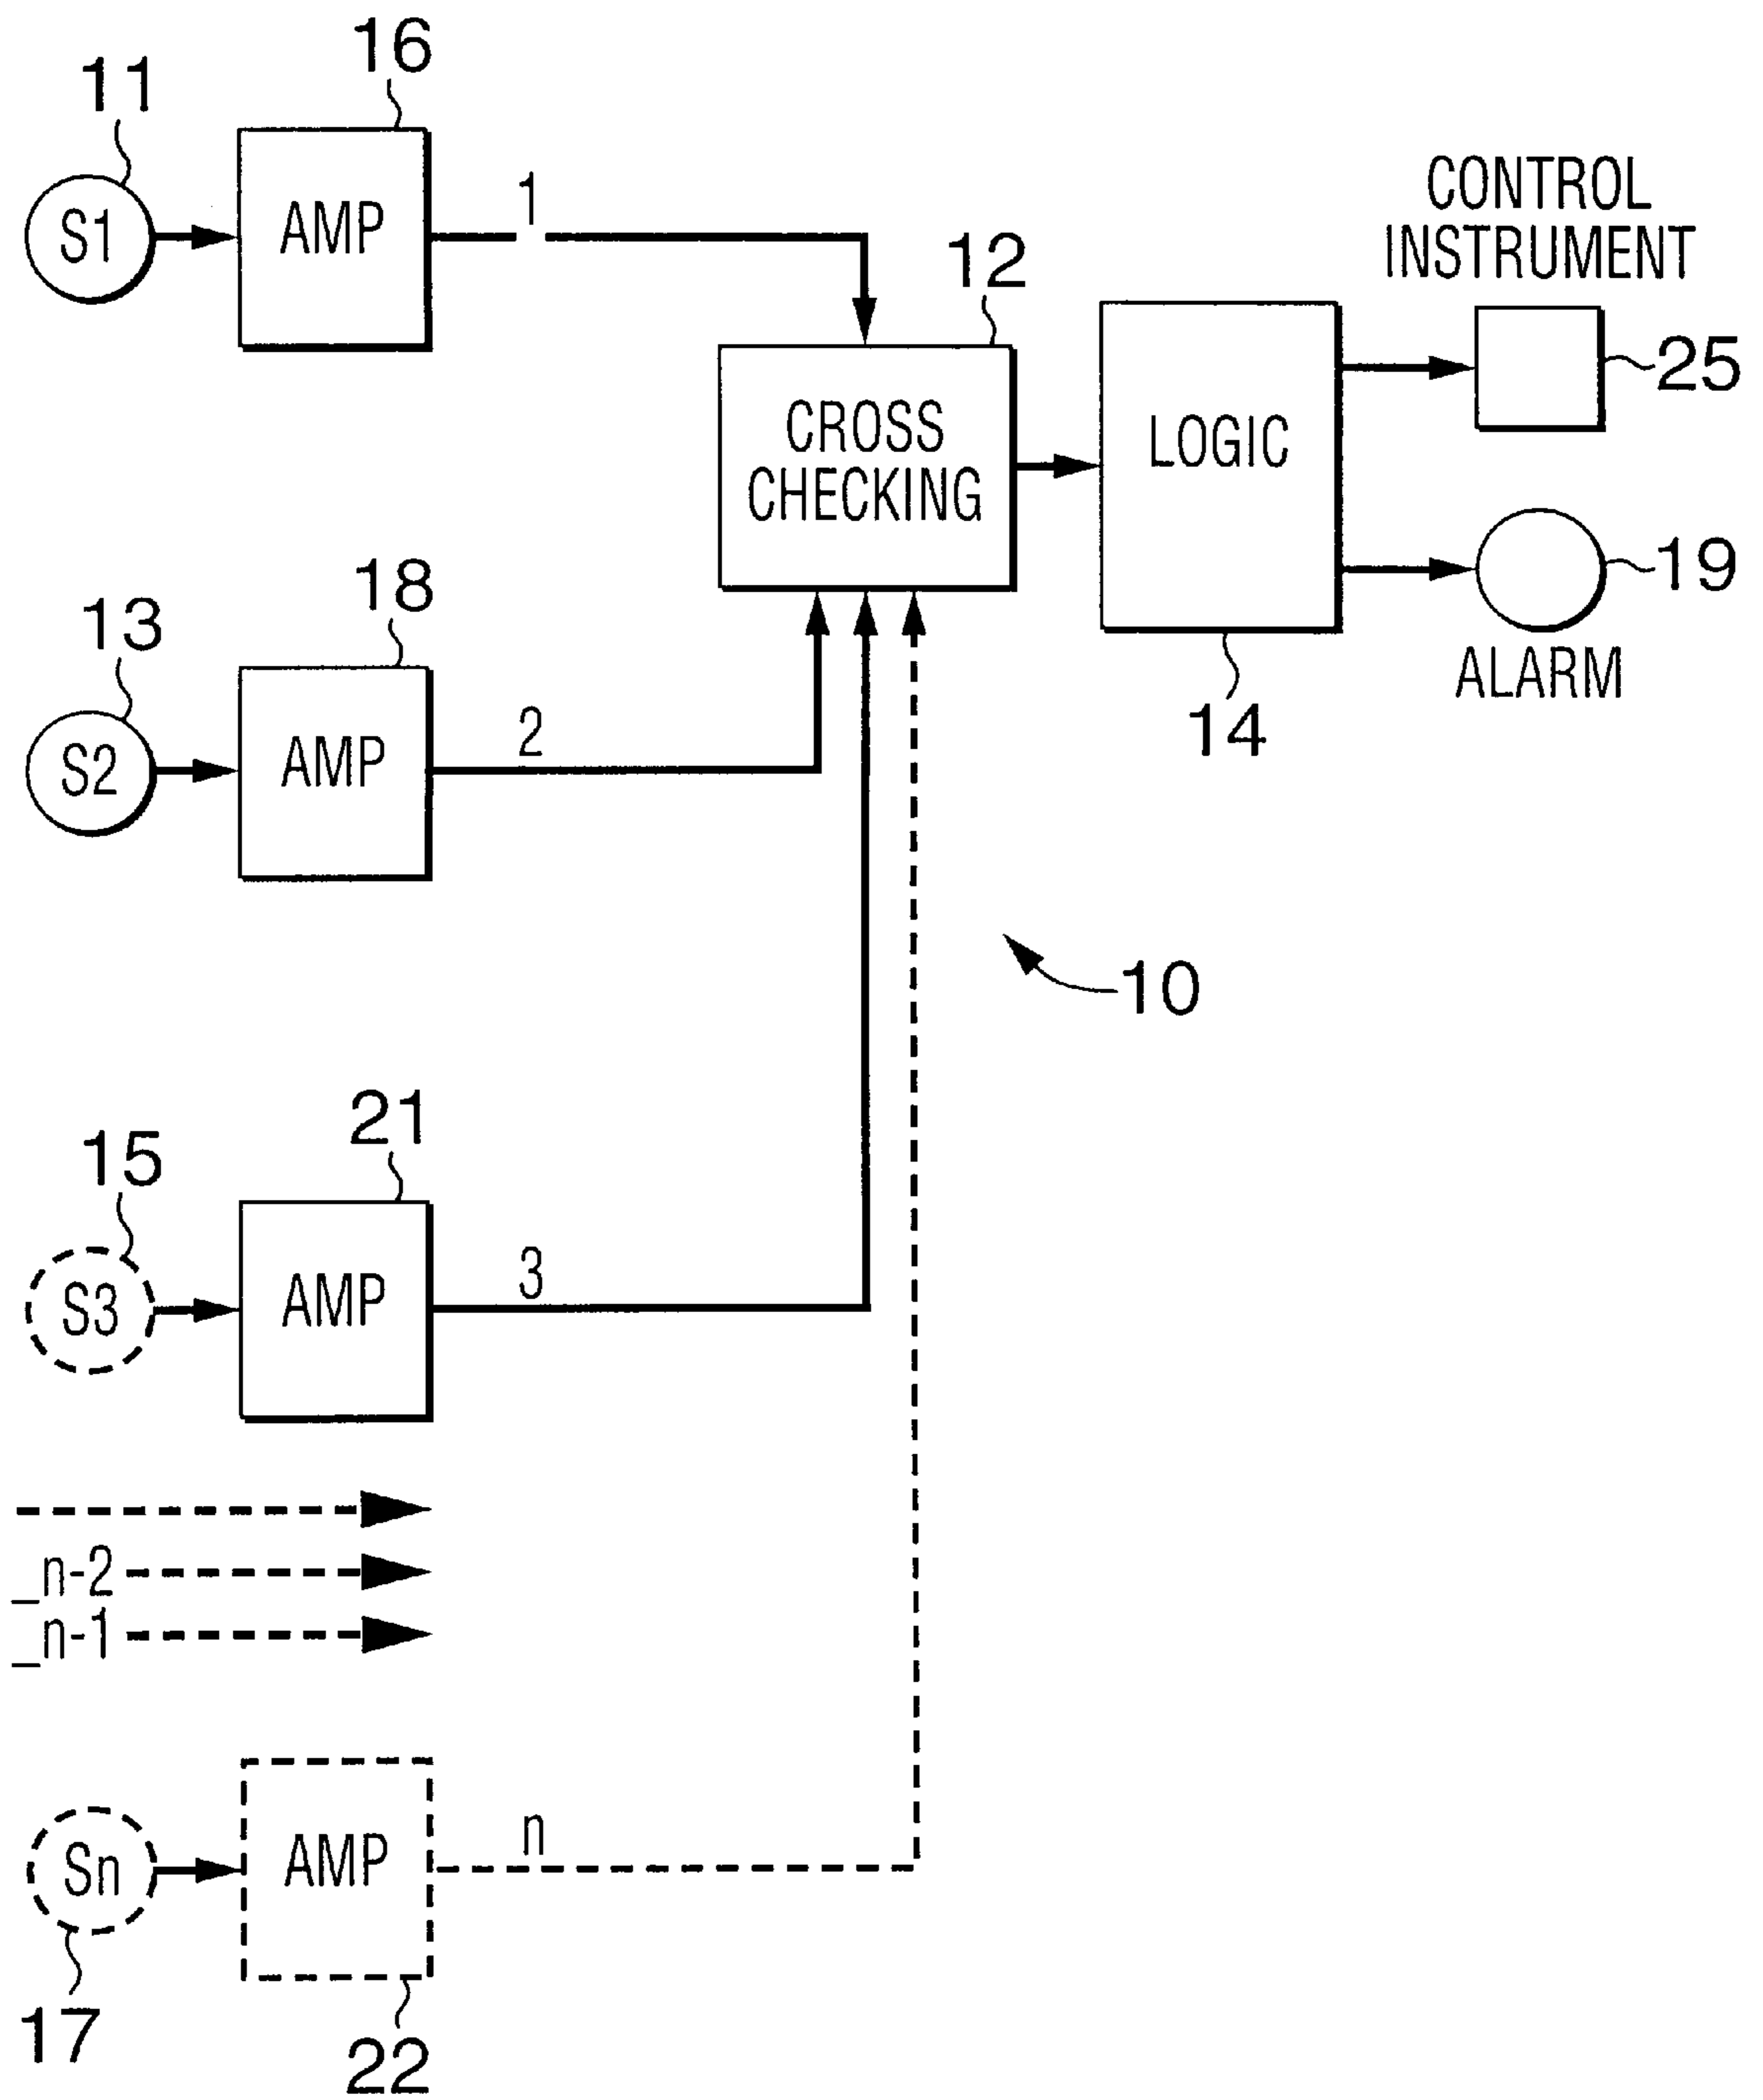 16
11
S1
AMP
1
CONTROL
INSTRUMENT
12
25
CROSS
CHECKING
LOGIC
19
ALARM
14
18
13
S2
AMP
2
10
21
15
S3
AMP
3
_n-2
_n-1
Sn
AMP
n
17
22